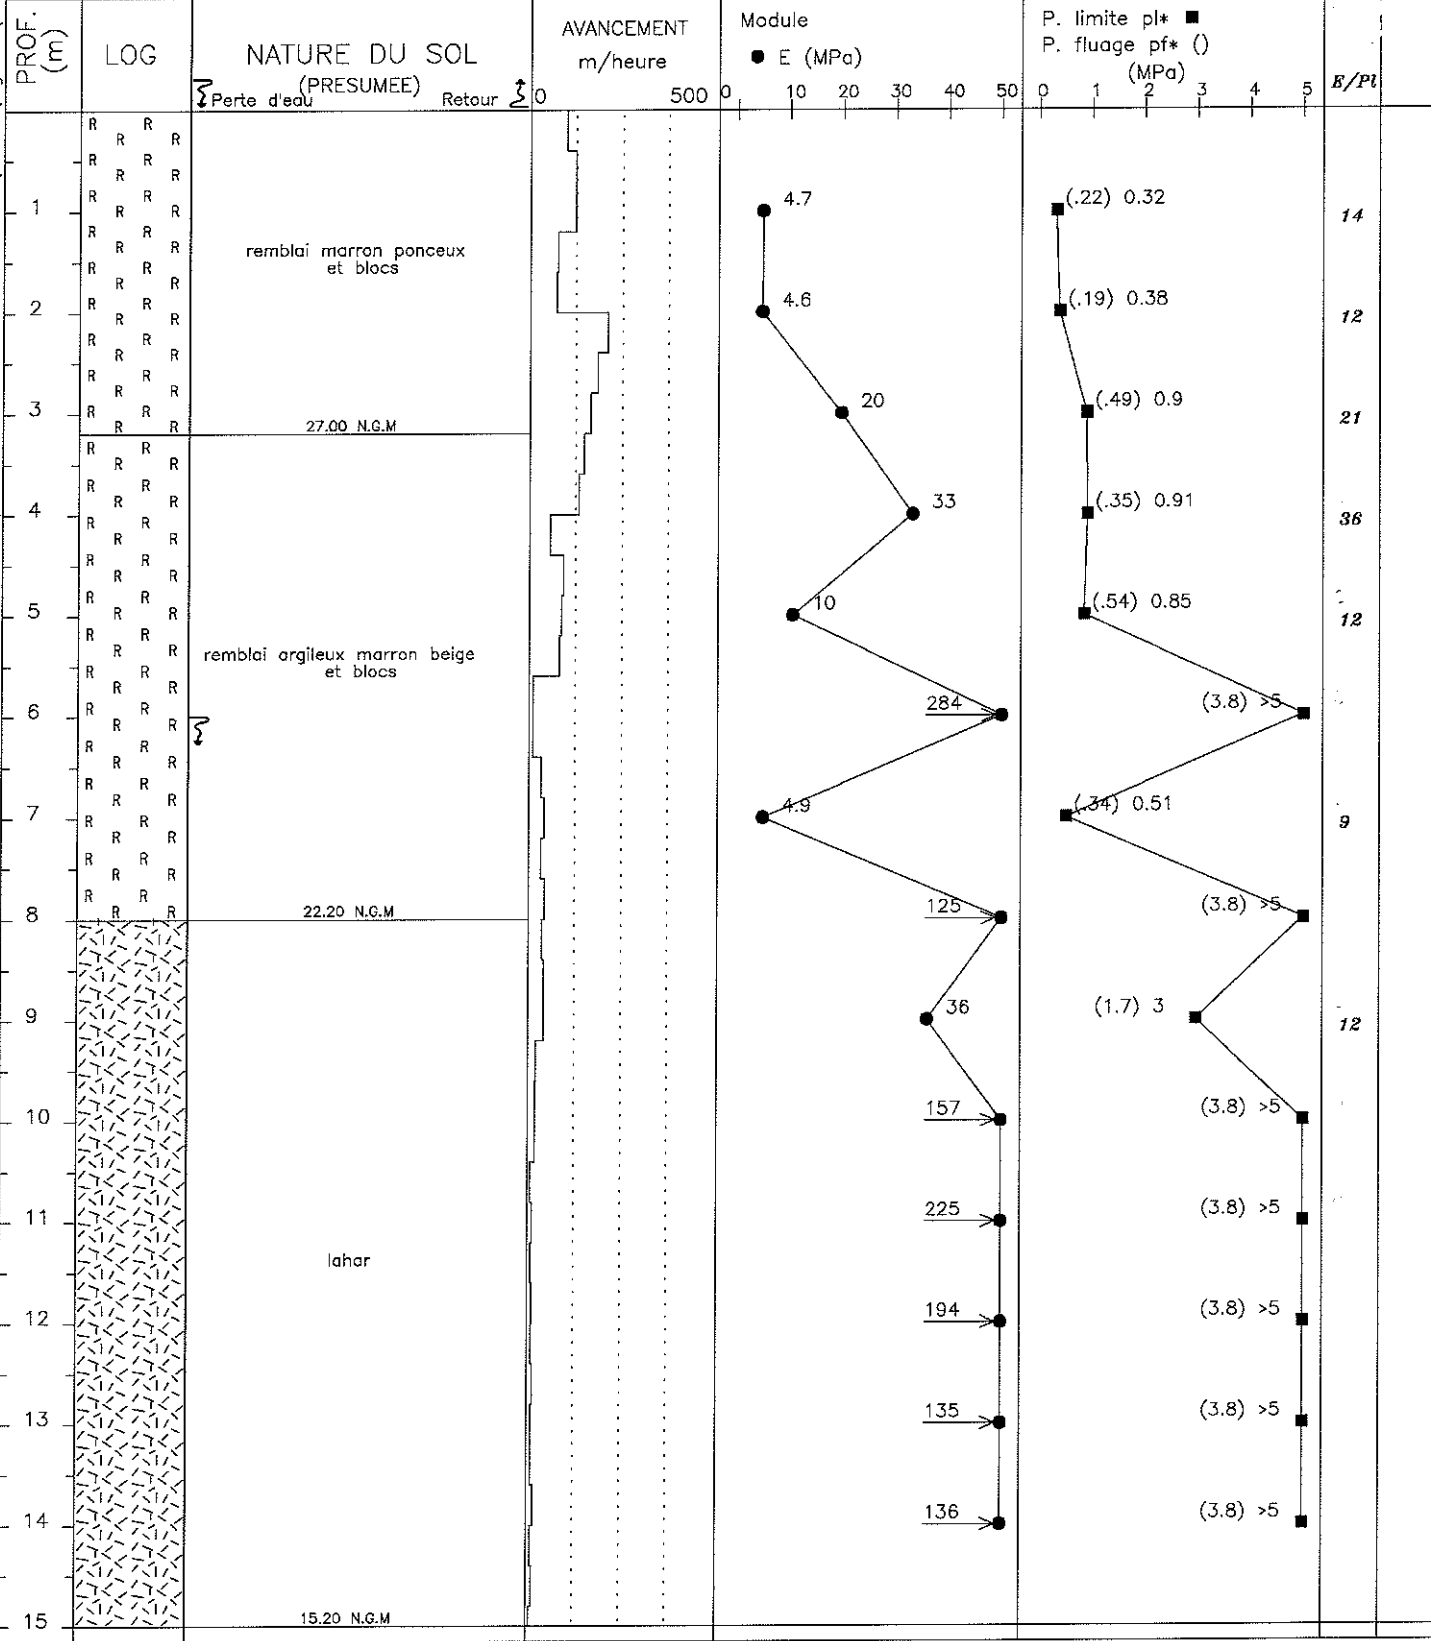 PROF. (m)
LOG
NATURE DU SOL
(PRESUMEE)
Perte d'eau
Retour
AVANCEMENT
m/heure
0 500
Module
E (MPa)
0 10 20 30 40 50
P. limite pl*
P. fluage pf* ()
(MPa)
0 1 2 3 4 5
E/Pl
1
4.7
(.22) 0.32
14
remblai marron ponceux
et blocs
2
4.6
(.19) 0.38
12
3
20
(.49) 0.9
21
27.00 N.G.M
4
33
(.35) 0.91
36
5
10
(.54) 0.85
12
remblai argileux marron beige
et blocs
6
284
(3.8) >5
7
4.9
(.34) 0.51
9
8
22.20 N.G.M
125
(3.8) >5
9
36
(1.7) 3
12
10
157
(3.8) >5
11
225
(3.8) >5
lahar
12
194
(3.8) >5
13
135
(3.8) >5
14
136
(3.8) >5
15
15.20 N.G.M